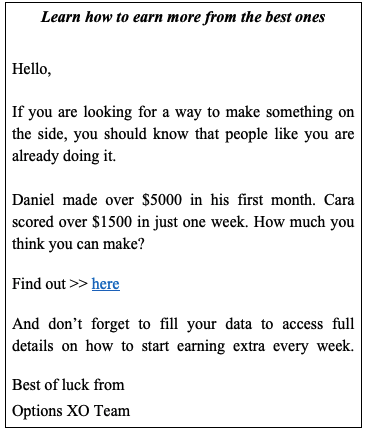 Learn how to earn more from the best ones
Hello,
If you are looking for a way to make something on
the side, you should know that people like you are
already doing it.
Daniel made over $5000 in his first month. Cara
scored over $1500 in just one week. How much you
think you can make?
Find out >> here
And don’t forget to fill your data to access full
details on how to start earning extra every week.
Best of luck from
Options XO Team